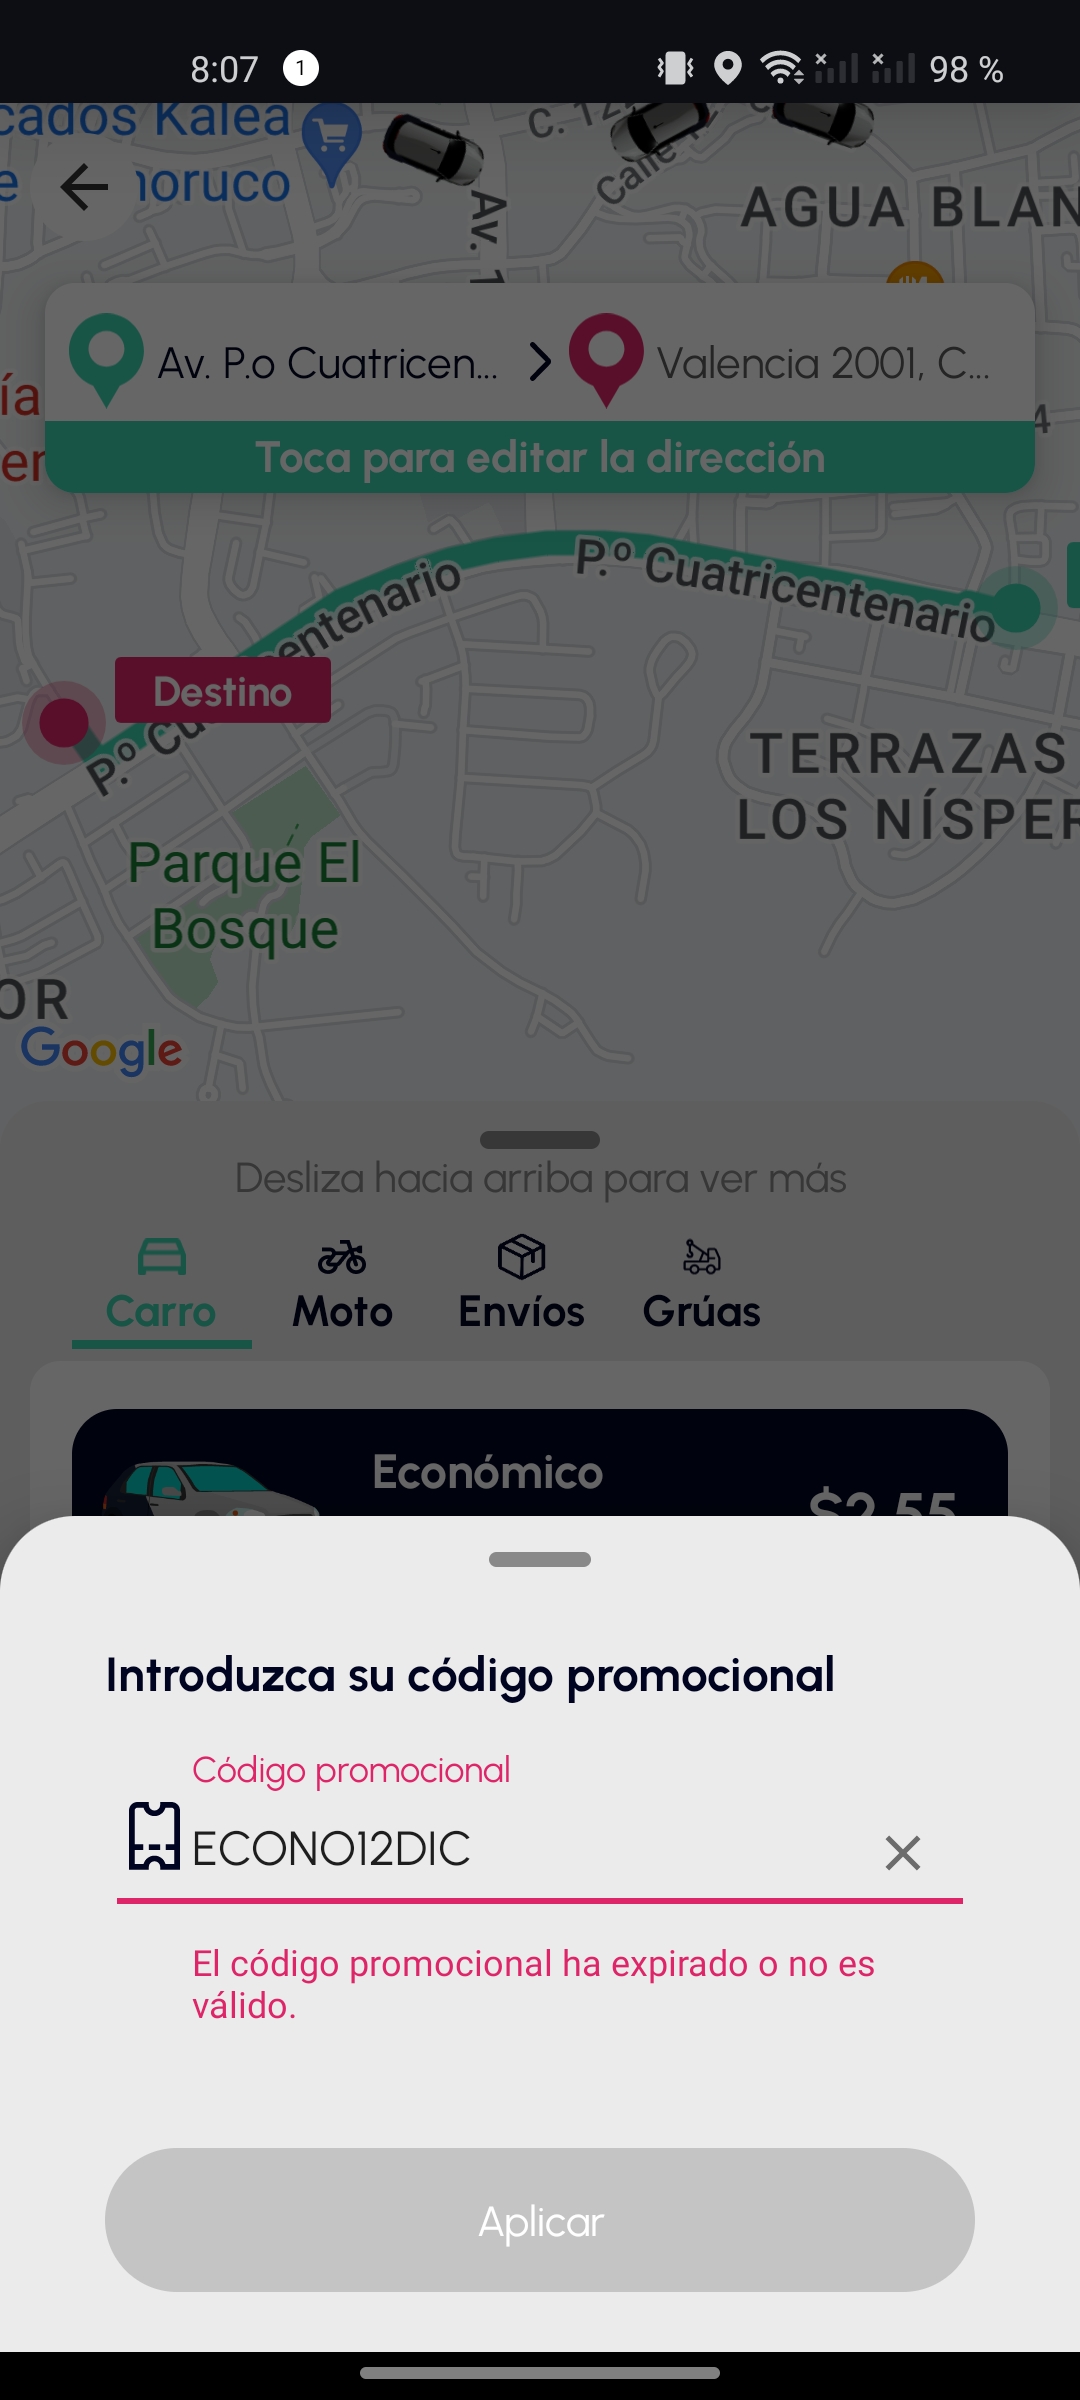 8:07
1
98 %
cados Kalea
e
noruco
C. 12
Calle 1
Av. 1
AGUA BLAN
ía
er
Av. P.o Cuatricen...
Valencia 2001, C...
4
Toca para editar la dirección
P.º Cuatricentenario
P.º Cu
centenario
Destino
TERRAZAS
LOS NÍSPER
Parque El
Bosque
OR
Google
Desliza hacia arriba para ver más
Carro
Moto
Envíos
Grúas
Económico
$2.55
Introduzca su código promocional
Código promocional
ECONO12DIC
El código promocional ha expirado o no es
válido.
Aplicar